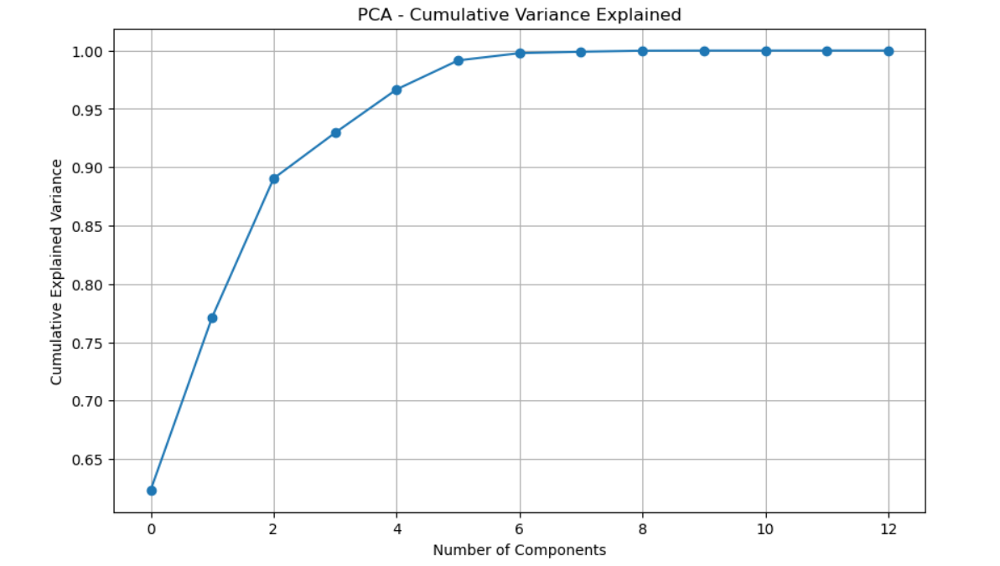 PCA - Cumulative Variance Explained
Cumulative Explained Variance
1.00
0.95
0.90
0.85
0.80
0.75
0.70
0.65
0 2 4 6 8 10 12
Number of Components